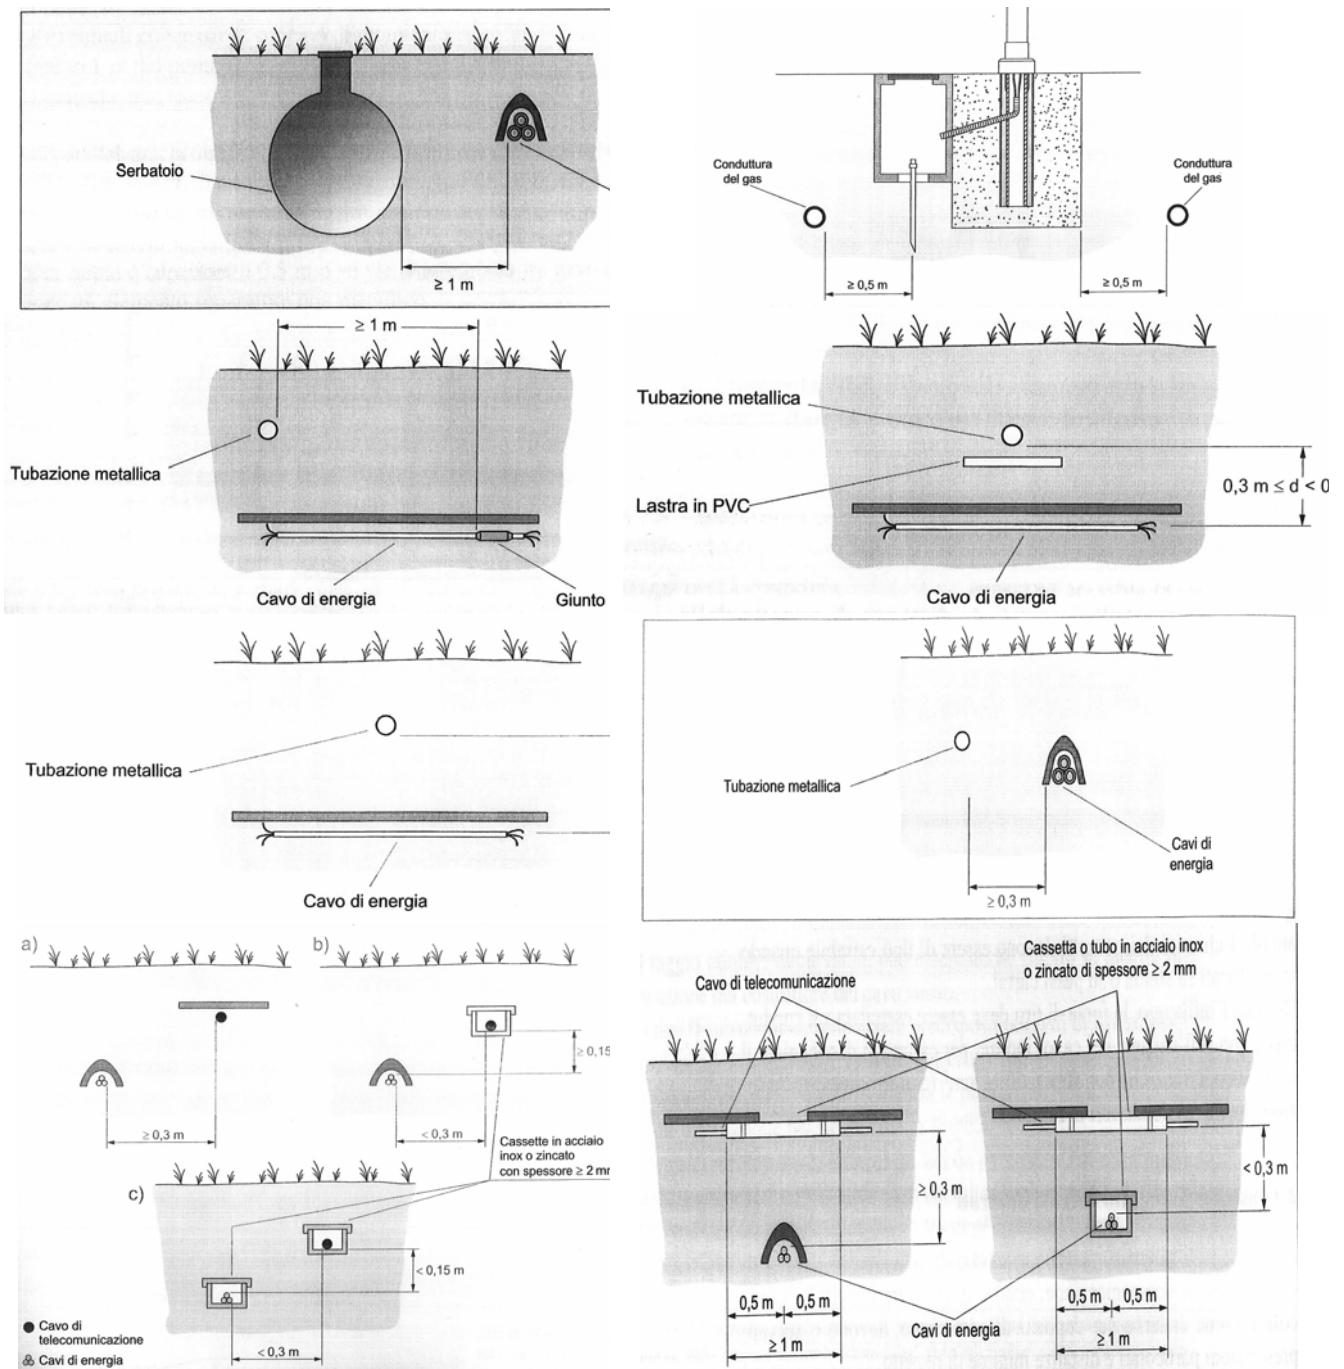 Serbatoio
≥ 1 m
Conduttura
del gas
Conduttura
del gas
≥ 0,5 m
≥ 0,5 m
≥ 1 m
Tubazione metallica
Cavo di energia
Giunto
Tubazione metallica
Lastra in PVC
0,3 m ≤ d < 0
Cavo di energia
Tubazione metallica
Cavo di energia
Tubazione metallica
Cavi di
energia
≥ 0,3 m
a)
b)
≥ 0,15
≥ 0,3 m
< 0,3 m
Cassette in acciaio
inox o zincato
con spessore ≥ 2 mm
c)
< 0,15 m
< 0,3 m
Cavo di
telecomunicazione
Cavi di energia
Cavo di telecomunicazione
Cassetta o tubo in acciaio inox
o zincato di spessore ≥ 2 mm
≥ 0,3 m
< 0,3 m
0,5 m
0,5 m
≥ 1 m
Cavi di energia
0,5 m
0,5 m
≥ 1 m